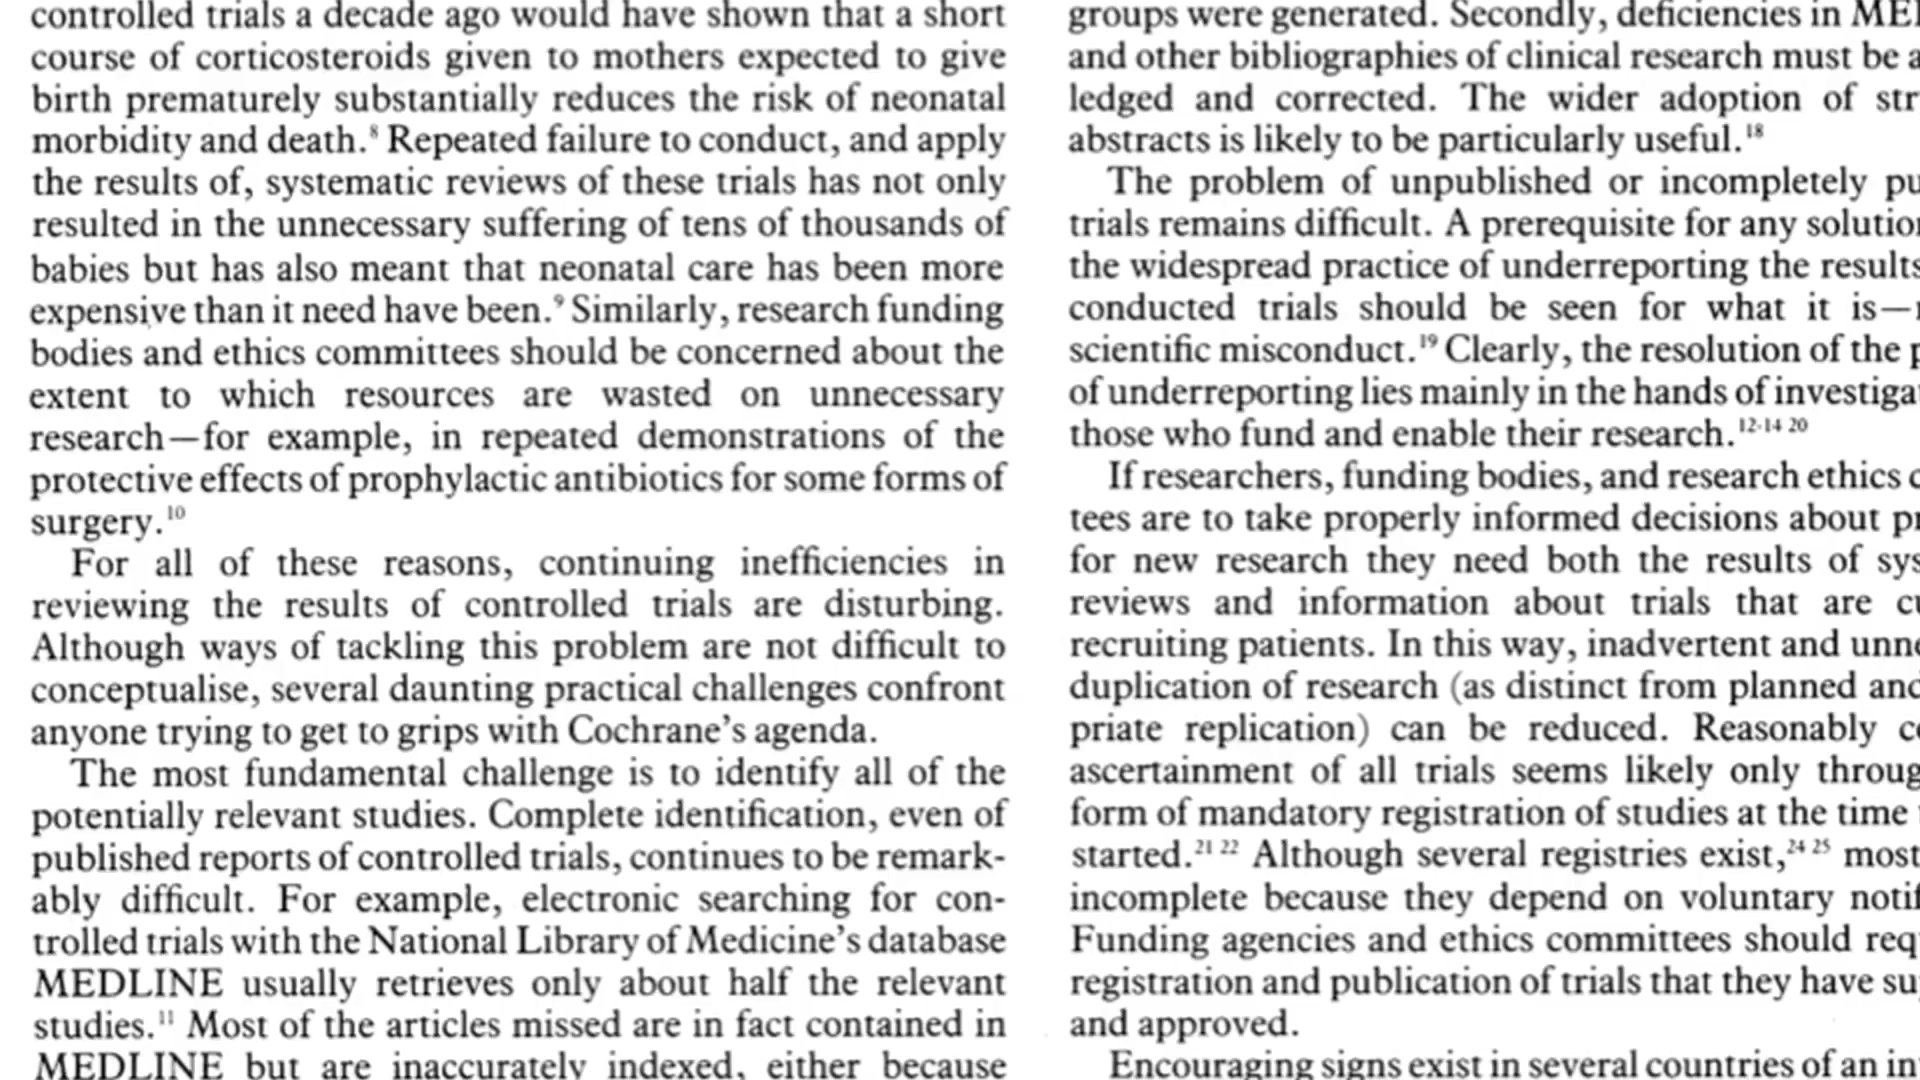 controlled trials a decade ago would have shown that a short
course of corticosteroids given to mothers expected to give
birth prematurely substantially reduces the risk of neonatal
morbidity and death.⁸ Repeated failure to conduct, and apply
the results of, systematic reviews of these trials has not only
resulted in the unnecessary suffering of tens of thousands of
babies but has also meant that neonatal care has been more
expensive than it need have been.⁹ Similarly, research funding
bodies and ethics committees should be concerned about the
extent to which resources are wasted on unnecessary
research—for example, in repeated demonstrations of the
protective effects of prophylactic antibiotics for some forms of
surgery.¹⁰
For all of these reasons, continuing inefficiencies in
reviewing the results of controlled trials are disturbing.
Although ways of tackling this problem are not difficult to
conceptualise, several daunting practical challenges confront
anyone trying to get to grips with Cochrane's agenda.
The most fundamental challenge is to identify all of the
potentially relevant studies. Complete identification, even of
published reports of controlled trials, continues to be remark-
ably difficult. For example, electronic searching for con-
trolled trials with the National Library of Medicine's database
MEDLINE usually retrieves only about half the relevant
studies.¹¹ Most of the articles missed are in fact contained in
MEDLINE but are inaccurately indexed, either because
groups were generated. Secondly, deficiencies in
and other bibliographies of clinical research must be
ledged and corrected. The wider adoption of
abstracts is likely to be particularly useful.¹⁸
The problem of unpublished or incompletely
trials remains difficult. A prerequisite for any
the widespread practice of underreporting the results
conducted trials should be seen for what it is—
scientific misconduct.¹⁹ Clearly, the resolution of the
of underreporting lies mainly in the hands of
those who fund and enable their research.¹²⁻¹⁴ ²⁰
If researchers, funding bodies, and research ethics
tees are to take properly informed decisions about
for new research they need both the results of
reviews and information about trials that are
recruiting patients. In this way, inadvertent and
duplication of research (as distinct from planned and
priate replication) can be reduced. Reasonably
ascertainment of all trials seems likely only
form of mandatory registration of studies at the time
started.²¹ ²² Although several registries exist,²⁴ ²⁵ most
incomplete because they depend on voluntary
Funding agencies and ethics committees should
registration and publication of trials that they have
and approved.
Encouraging signs exist in several countries of an